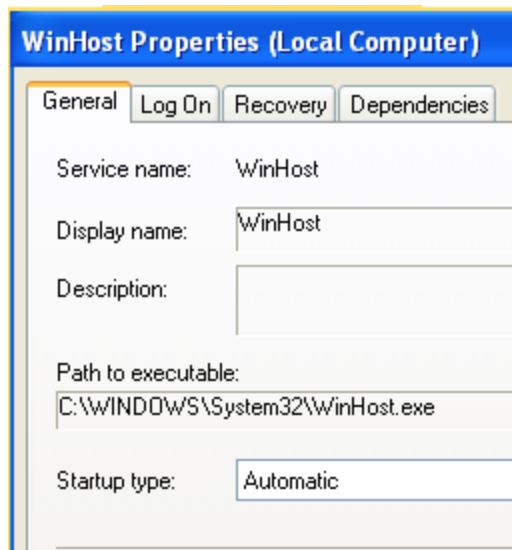 WinHost Properties (Local Computer)
General Log On Recovery Dependencies
Service name: WinHost
Display name: WinHost
Description:
Path to executable:
C:\WINDOWS\System32\WinHost.exe
Startup type: Automatic